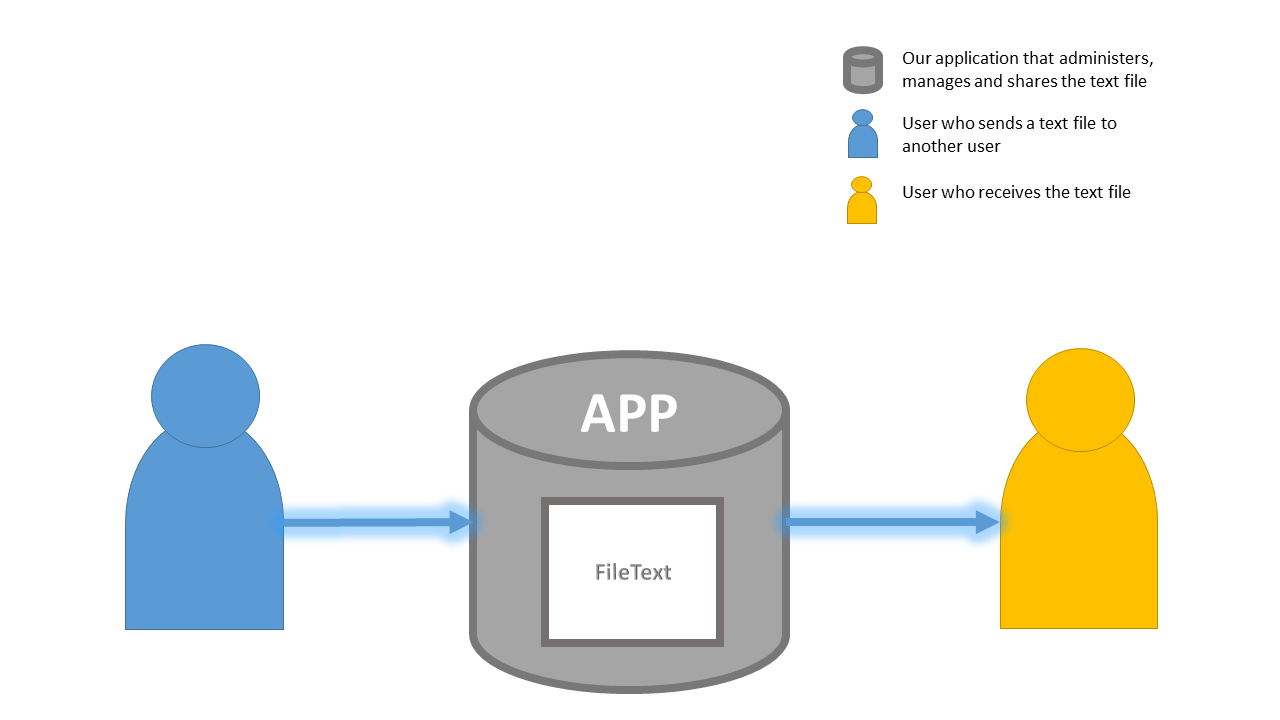 Our application that administers,
manages and shares the text file
User who sends a text file to
another user
User who receives the text file
APP
FileText